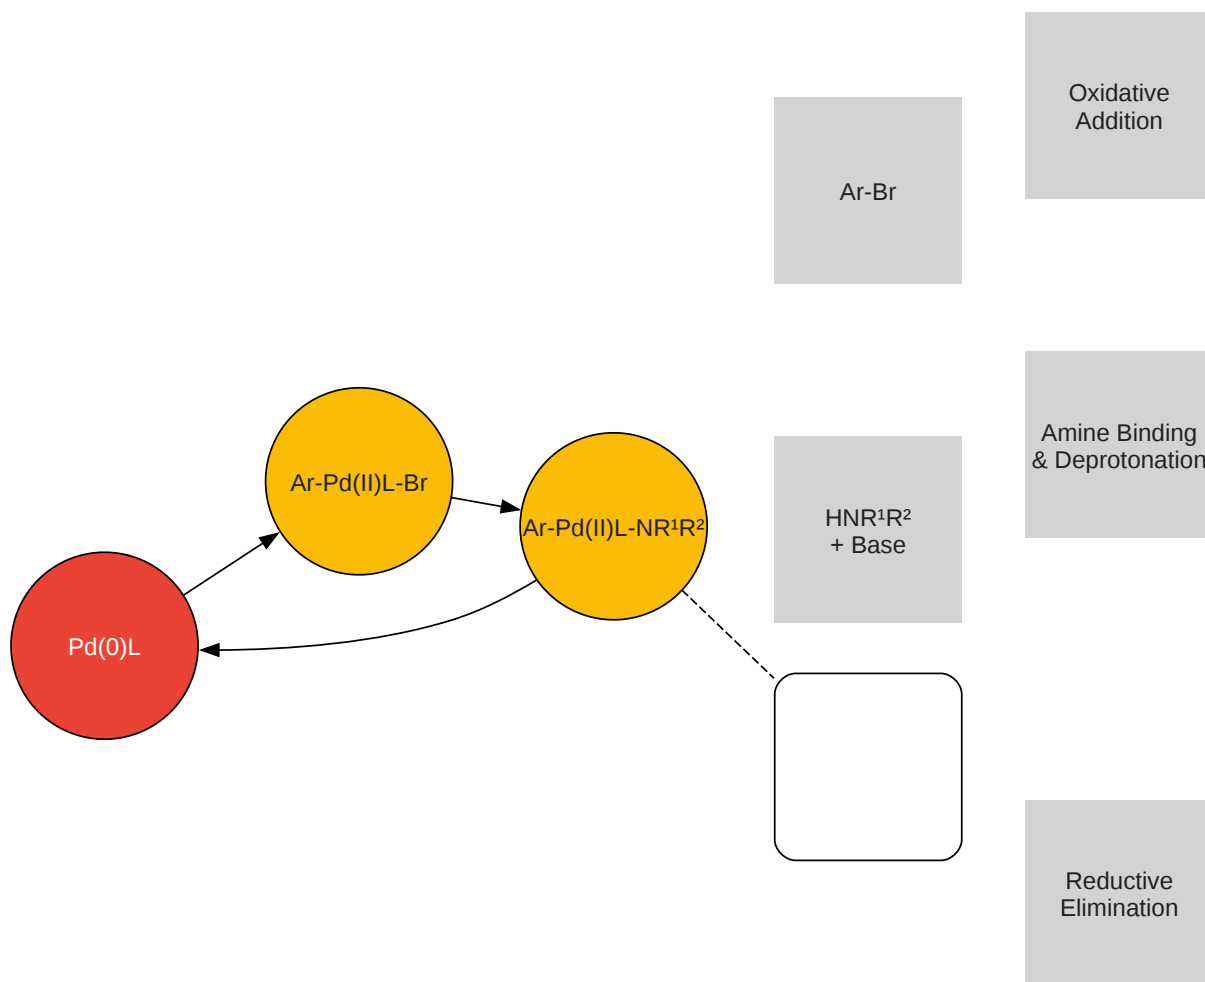 Oxidative
Addition
Ar-Br
Amine Binding
& Deprotonation
Ar-Pd(II)L-Br
HNR¹R²
+ Base
Ar-Pd(II)L-NR¹R²
Pd(0)L
Reductive
Elimination